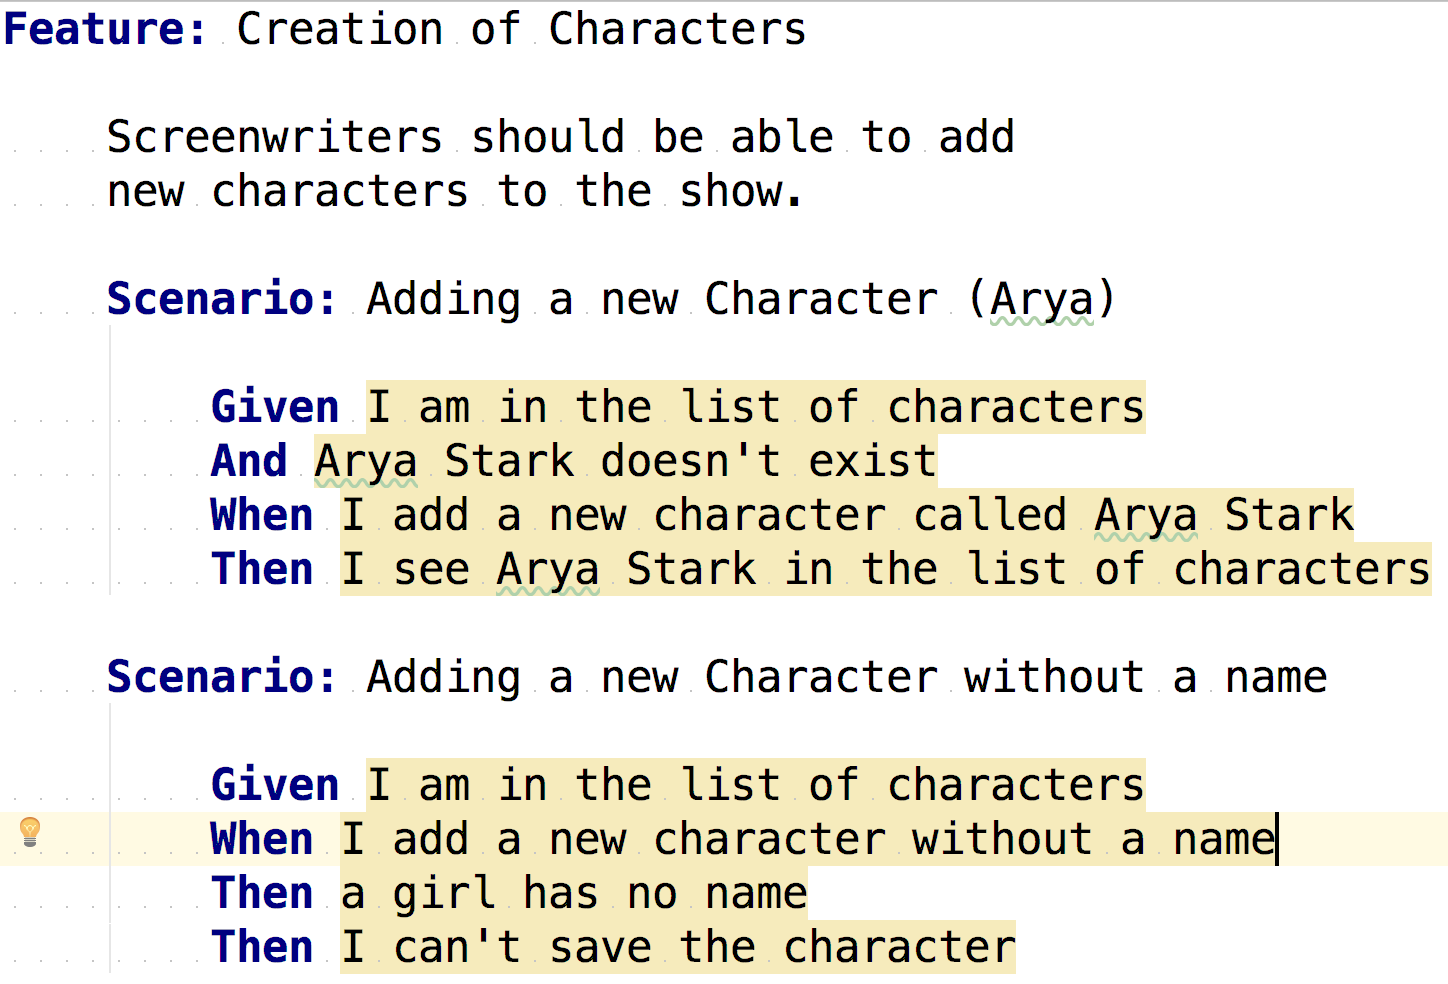 Feature: Creation of Characters
Screenwriters should be able to add
new characters to the show.
Scenario: Adding a new Character (Arya)
Given I am in the list of characters
And Arya Stark doesn't exist
When I add a new character called Arya Stark
Then I see Arya Stark in the list of characters
Scenario: Adding a new Character without a name
Given I am in the list of characters
When I add a new character without a name
Then a girl has no name
Then I can't save the character